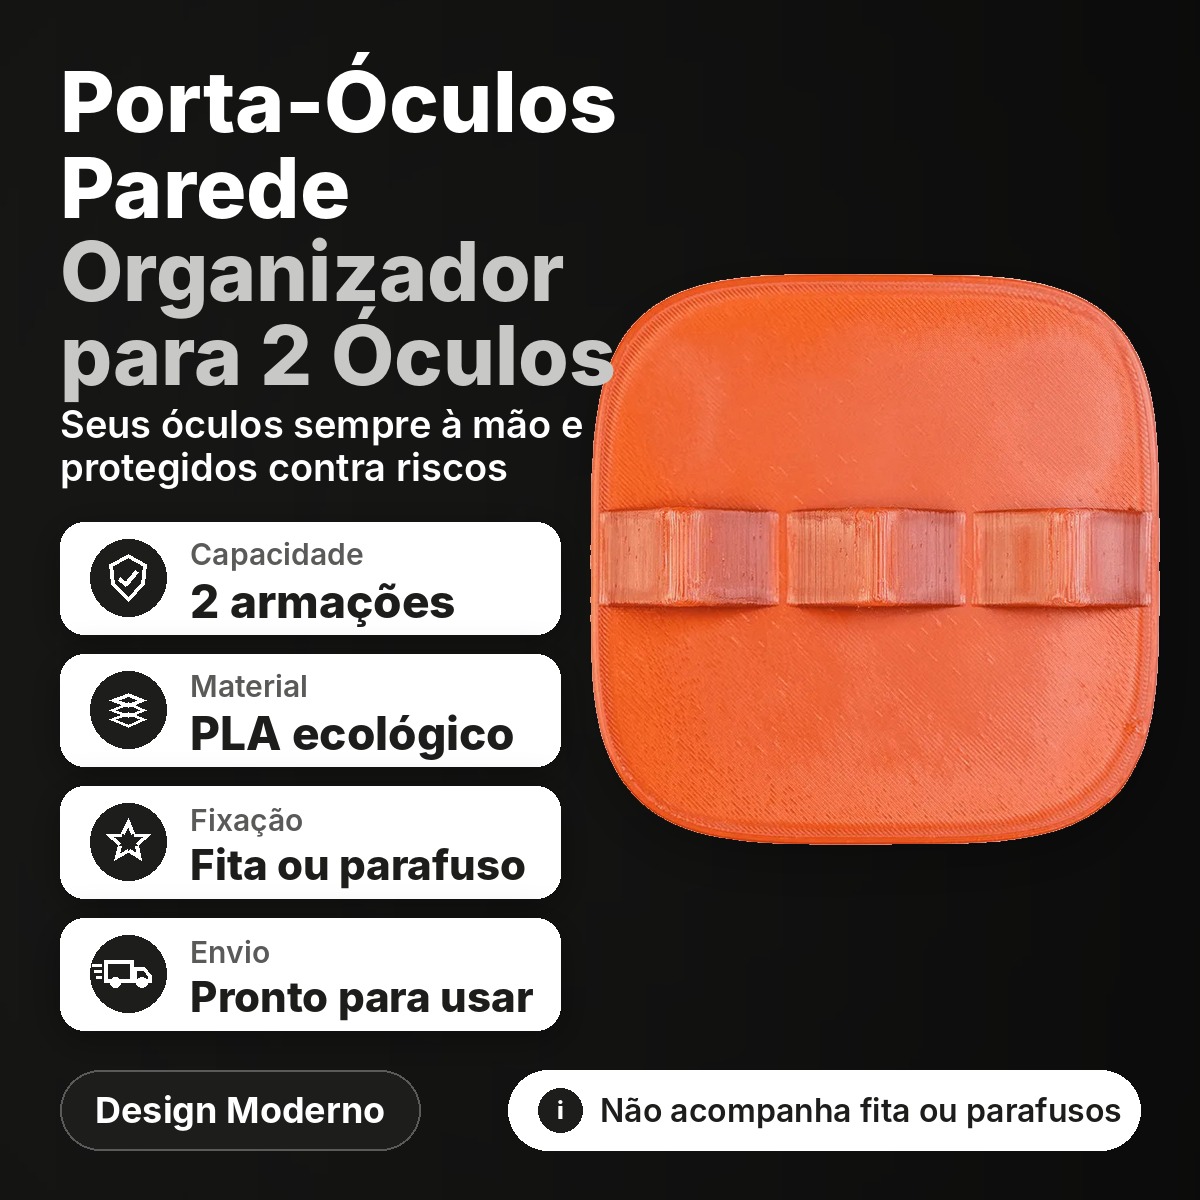 Porta-Óculos
Parede
Organizador
para 2 Óculos
Seus óculos sempre à mão e
protegidos contra riscos
Capacidade
2 armações
Material
PLA ecológico
Fixação
Fita ou parafuso
Envio
Pronto para usar
Design Moderno
i Não acompanha fita ou parafusos